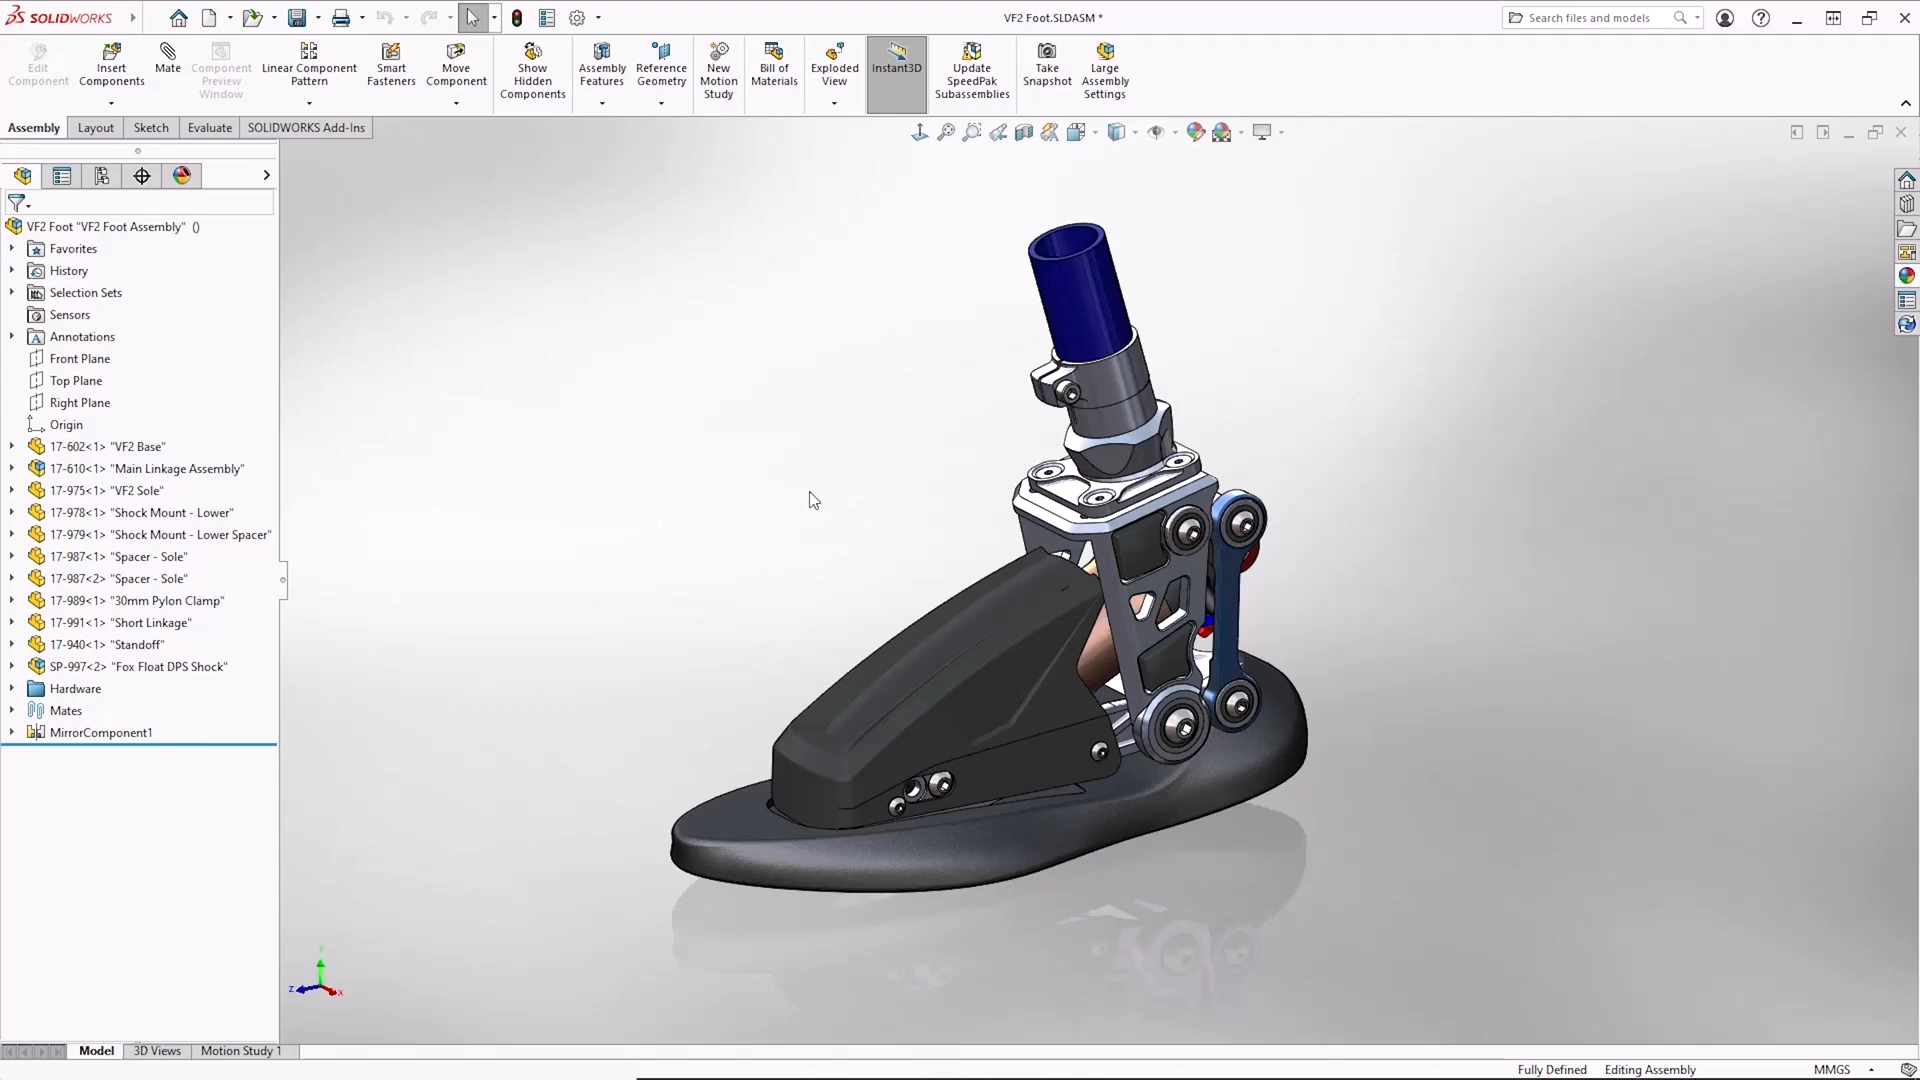 SOLIDWORKS
VF2 Foot.SLDASM *
Search files and models
Edit Component
Insert Components
Mate
Component Preview Window
Linear Component Pattern
Smart Fasteners
Move Component
Show Hidden Components
Assembly Features
Reference Geometry
New Motion Study
Bill of Materials
Exploded View
Instant3D
Update SpeedPak Subassemblies
Take Snapshot
Large Assembly Settings
Assembly
Layout
Sketch
Evaluate
SOLIDWORKS Add-Ins
VF2 Foot "VF2 Foot Assembly" ()
Favorites
History
Selection Sets
Sensors
Annotations
Front Plane
Top Plane
Right Plane
Origin
17-602<1> "VF2 Base"
17-610<1> "Main Linkage Assembly"
17-975<1> "VF2 Sole"
17-978<1> "Shock Mount - Lower"
17-979<1> "Shock Mount - Lower Spacer"
17-987<1> "Spacer - Sole"
17-987<2> "Spacer - Sole"
17-989<1> "30mm Pylon Clamp"
17-991<1> "Short Linkage"
17-940<1> "Standoff"
SP-997<2> "Fox Float DPS Shock"
Hardware
Mates
MirrorComponent1
Y
Z
X
Model
3D Views
Motion Study 1
Fully Defined
Editing Assembly
MMGS